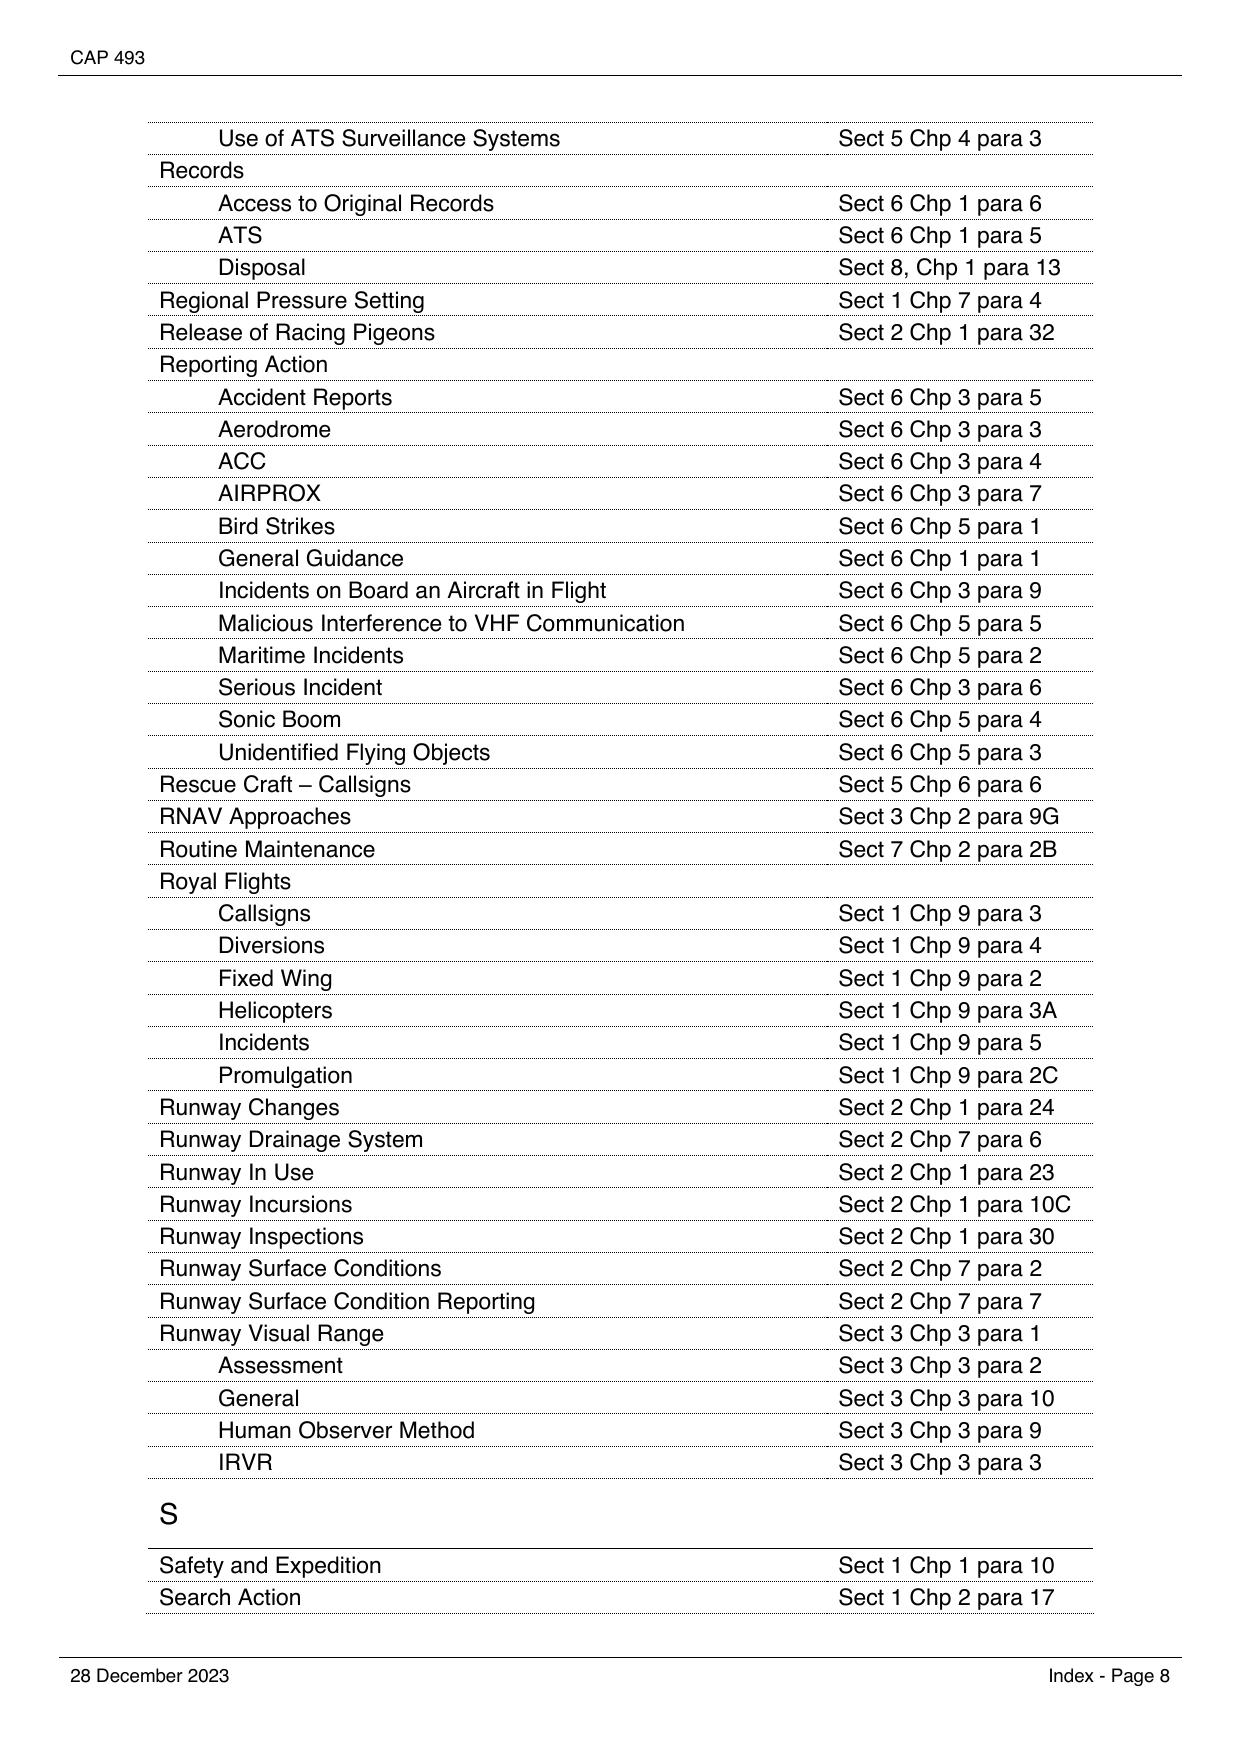 CAP 493
Use of ATS Surveillance Systems Sect 5 Chp 4 para 3
Records
Access to Original Records Sect 6 Chp 1 para 6
ATS Sect 6 Chp 1 para 5
Disposal Sect 8, Chp 1 para 13
Regional Pressure Setting Sect 1 Chp 7 para 4
Release of Racing Pigeons Sect 2 Chp 1 para 32
Reporting Action
Accident Reports Sect 6 Chp 3 para 5
Aerodrome Sect 6 Chp 3 para 3
ACC Sect 6 Chp 3 para 4
AIRPROX Sect 6 Chp 3 para 7
Bird Strikes Sect 6 Chp 5 para 1
General Guidance Sect 6 Chp 1 para 1
Incidents on Board an Aircraft in Flight Sect 6 Chp 3 para 9
Malicious Interference to VHF Communication Sect 6 Chp 5 para 5
Maritime Incidents Sect 6 Chp 5 para 2
Serious Incident Sect 6 Chp 3 para 6
Sonic Boom Sect 6 Chp 5 para 4
Unidentified Flying Objects Sect 6 Chp 5 para 3
Rescue Craft – Callsigns Sect 5 Chp 6 para 6
RNAV Approaches Sect 3 Chp 2 para 9G
Routine Maintenance Sect 7 Chp 2 para 2B
Royal Flights
Callsigns Sect 1 Chp 9 para 3
Diversions Sect 1 Chp 9 para 4
Fixed Wing Sect 1 Chp 9 para 2
Helicopters Sect 1 Chp 9 para 3A
Incidents Sect 1 Chp 9 para 5
Promulgation Sect 1 Chp 9 para 2C
Runway Changes Sect 2 Chp 1 para 24
Runway Drainage System Sect 2 Chp 7 para 6
Runway In Use Sect 2 Chp 1 para 23
Runway Incursions Sect 2 Chp 1 para 10C
Runway Inspections Sect 2 Chp 1 para 30
Runway Surface Conditions Sect 2 Chp 7 para 2
Runway Surface Condition Reporting Sect 2 Chp 7 para 7
Runway Visual Range Sect 3 Chp 3 para 1
Assessment Sect 3 Chp 3 para 2
General Sect 3 Chp 3 para 10
Human Observer Method Sect 3 Chp 3 para 9
IRVR Sect 3 Chp 3 para 3
S
Safety and Expedition Sect 1 Chp 1 para 10
Search Action Sect 1 Chp 2 para 17
28 December 2023 Index - Page 8